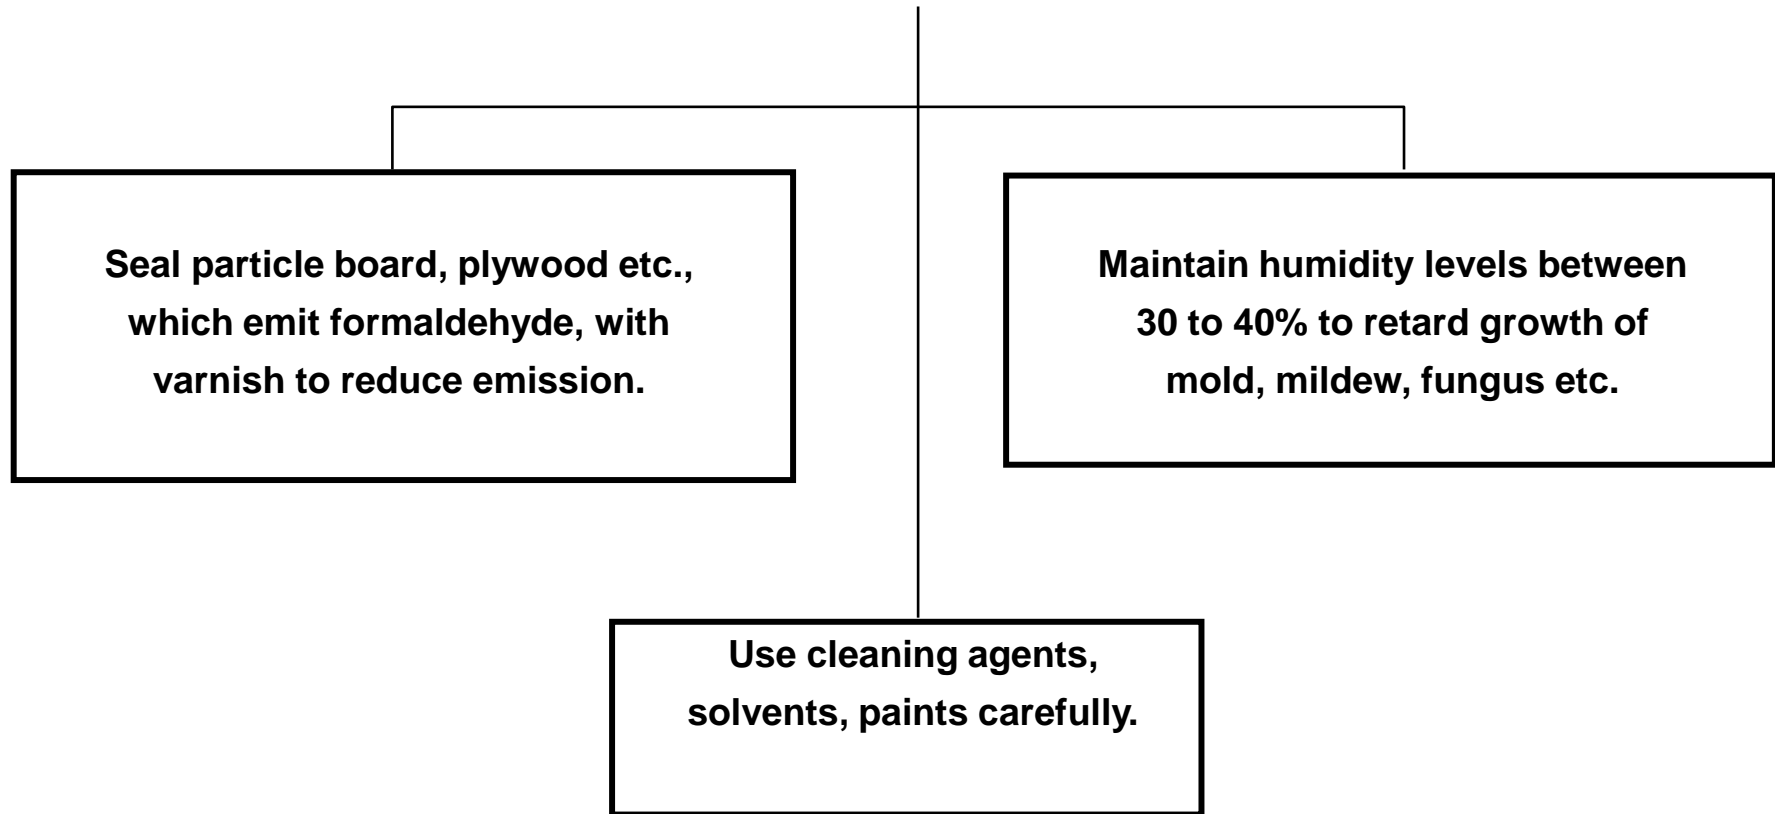 Seal particle board, plywood etc.,
which emit formaldehyde, with
varnish to reduce emission.
Maintain humidity levels between
30 to 40% to retard growth of
mold, mildew, fungus etc.
Use cleaning agents,
solvents, paints carefully.